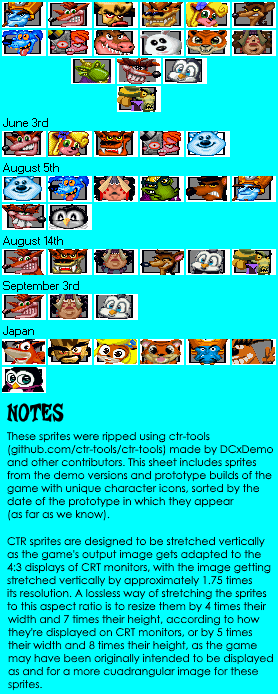 June 3rd
August 5th
August 14th
September 3rd
Japan
NOTES
These sprites were ripped using ctr-tools
(github.com/ctr-tools/ctr-tools) made by DCxDemo
and other contributors. This sheet includes sprites
from the demo versions and prototype builds of the
game with unique character icons, sorted by the
date of the prototype in which they appear
(as far as we know).
CTR sprites are designed to be stretched vertically
as the game's output image gets adapted to the
4:3 displays of CRT monitors, with the image getting
stretched vertically by approximately 1.75 times
its resolution. A lossless way of stretching the sprites
to this aspect ratio is to resize them by 4 times their
width and 7 times their height, according to how
they're displayed on CRT monitors, or by 5 times
their width and 8 times their height, as the game
may have been originally intended to be displayed
as and for a more cuadrangular image for these
sprites.